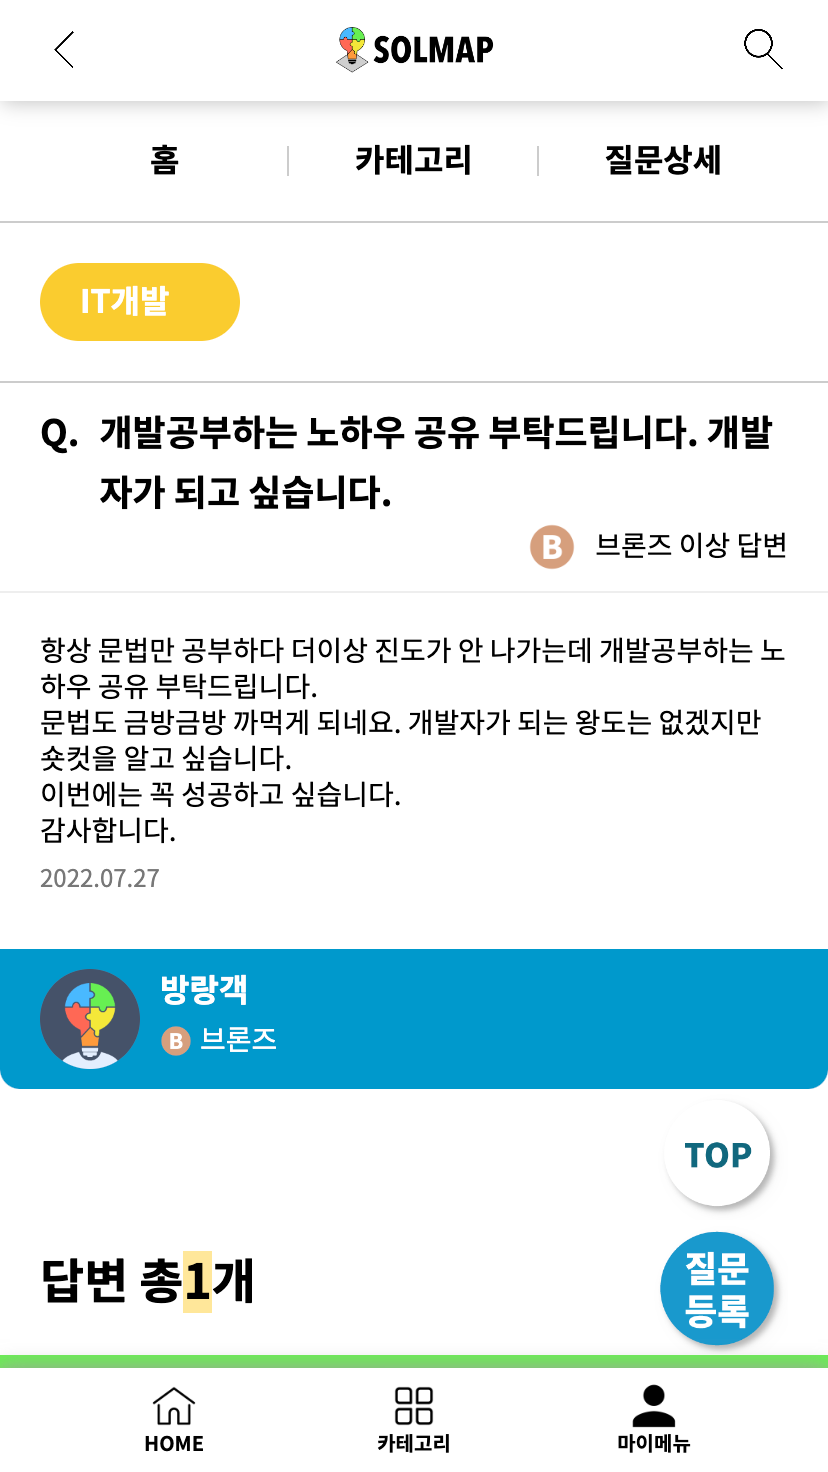 SOLMAP
홈
카테고리
질문상세
IT개발
Q. 개발공부하는 노하우 공유 부탁드립니다. 개발
자가 되고 싶습니다.
B 브론즈 이상 답변
항상 문법만 공부하다 더이상 진도가 안 나가는데 개발공부하는 노
하우 공유 부탁드립니다.
문법도 금방금방 까먹게 되네요. 개발자가 되는 왕도는 없겠지만
숏컷을 알고 싶습니다.
이번에는 꼭 성공하고 싶습니다.
감사합니다.
2022.07.27
방랑객
B 브론즈
TOP
답변 총1개
질문
등록
HOME
카테고리
마이메뉴